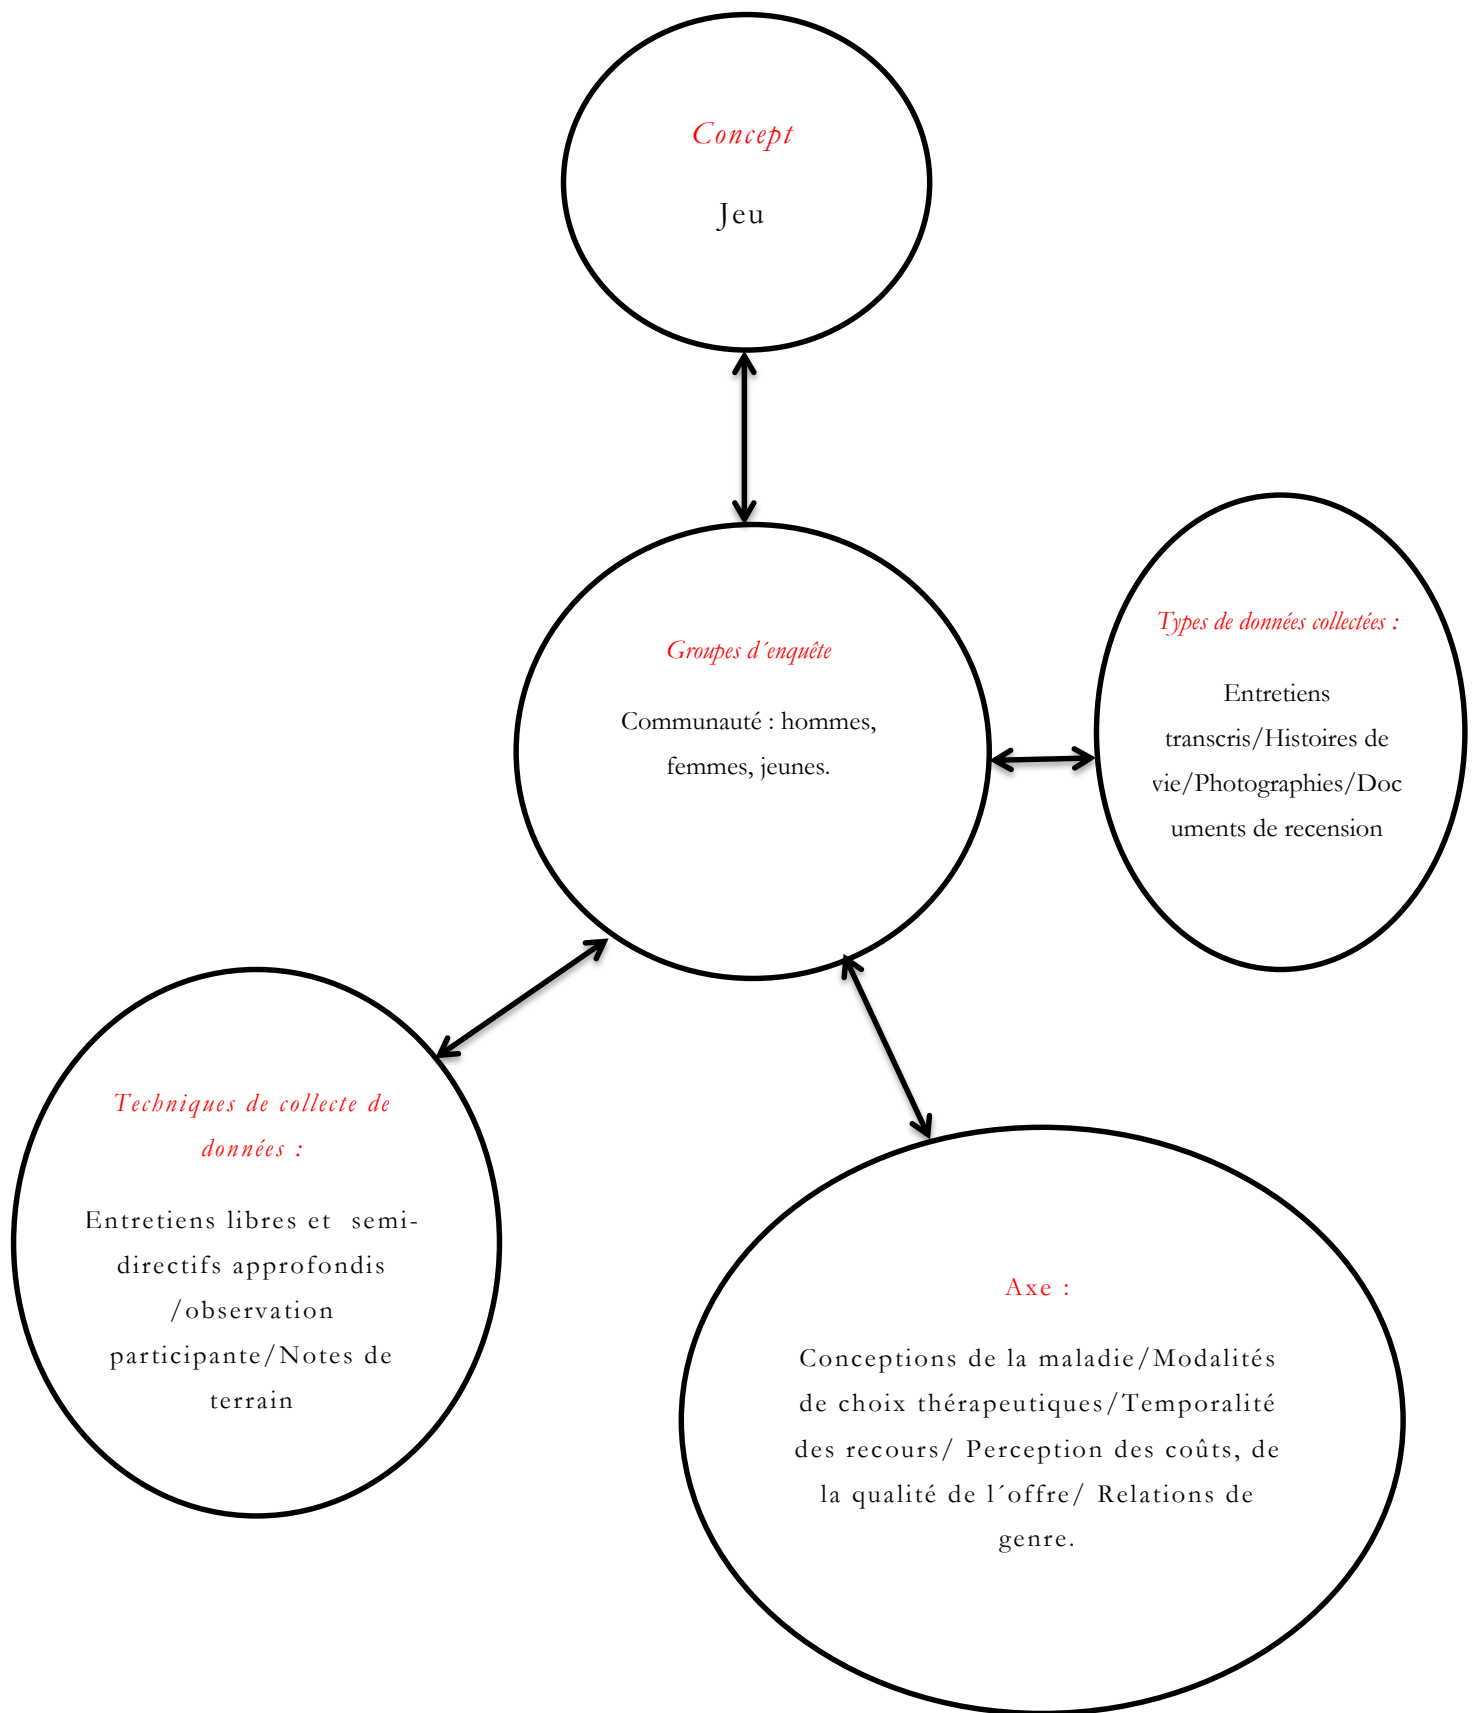 Concept
Jeu
Groupes d´enquête
Communauté : hommes,
femmes, jeunes.
Types de données collectées :
Entretiens
transcris/Histoires de
vie/Photographies/Doc
uments de recension
Techniques de collecte de
données :
Entretiens libres et semi-
directifs approfondis
/observation
participante/Notes de
terrain
Axe :
Conceptions de la maladie/Modalités
de choix thérapeutiques/Temporalité
des recours/ Perception des coûts, de
la qualité de l´offre/ Relations de
genre.